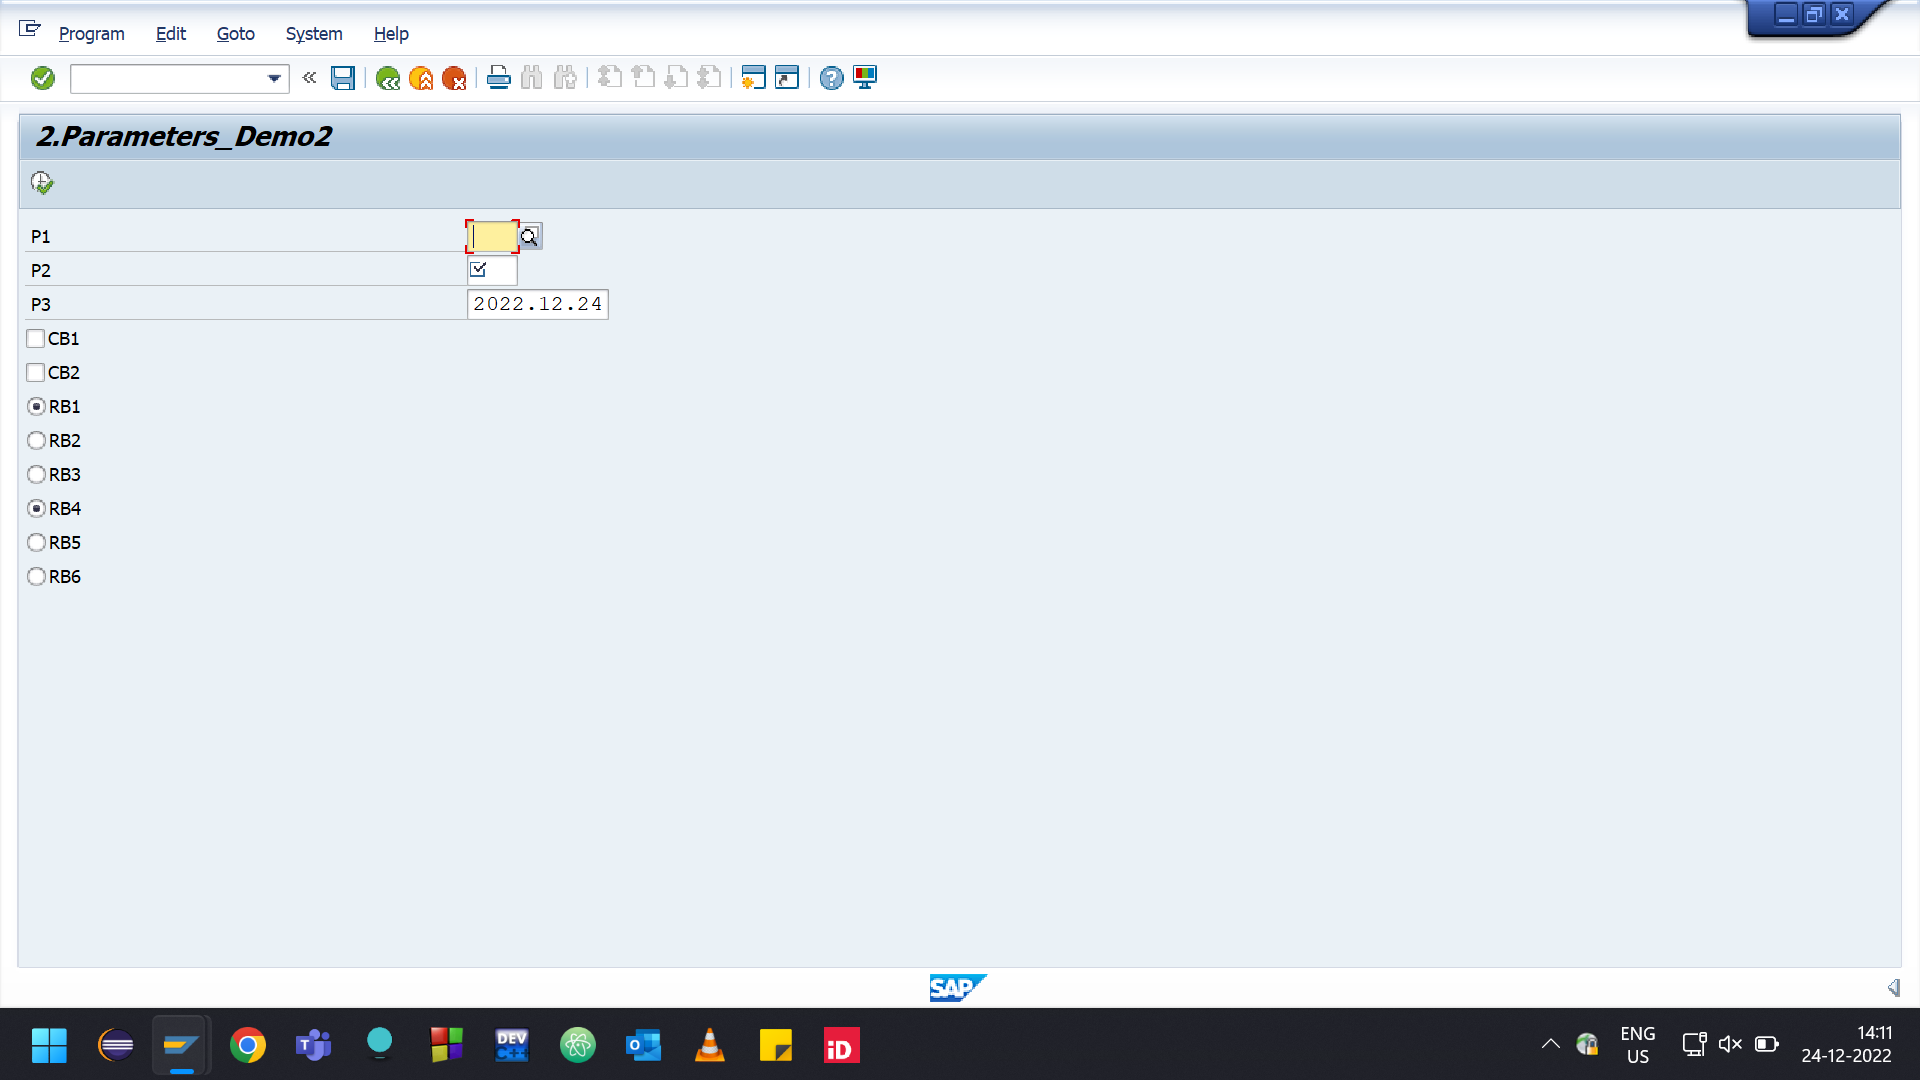 Program Edit Goto System Help
2.Parameters_Demo2
P1
P2
P3 2022.12.24
CB1
CB2
RB1
RB2
RB3
RB4
RB5
RB6
SAP
T DEV C++ O iD ENG US 14:11 24-12-2022